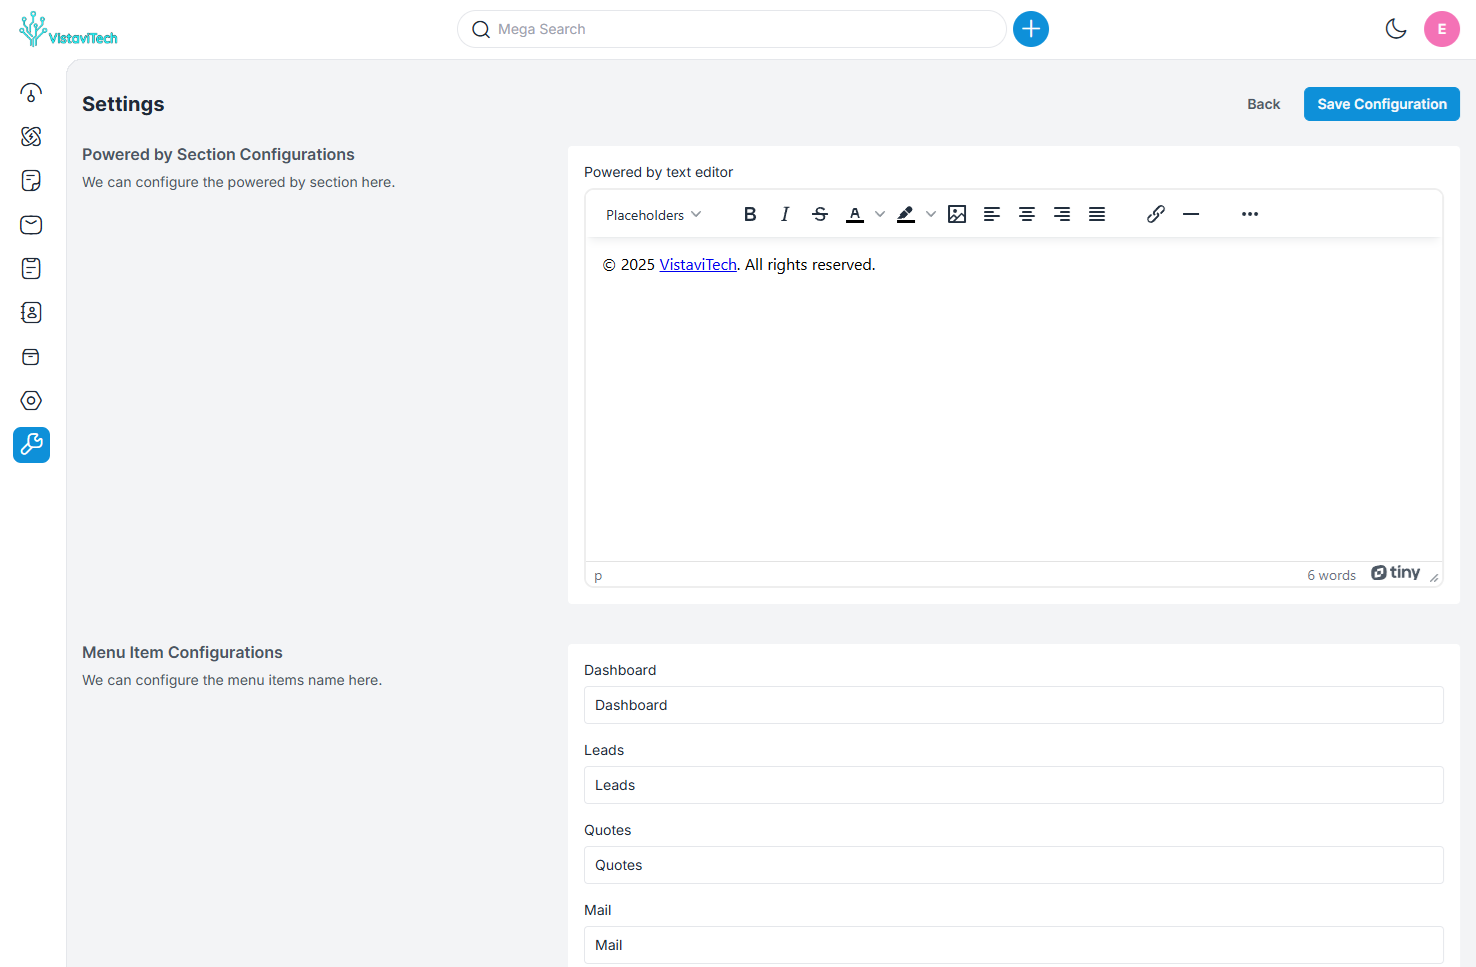 VistaviTech
Mega Search
E
Settings
Back
Save Configuration
Powered by Section Configurations
We can configure the powered by section here.
Powered by text editor
Placeholders
B I S A
© 2025 VistaviTech. All rights reserved.
p
6 words
tiny
Menu Item Configurations
We can configure the menu items name here.
Dashboard
Dashboard
Leads
Leads
Quotes
Quotes
Mail
Mail